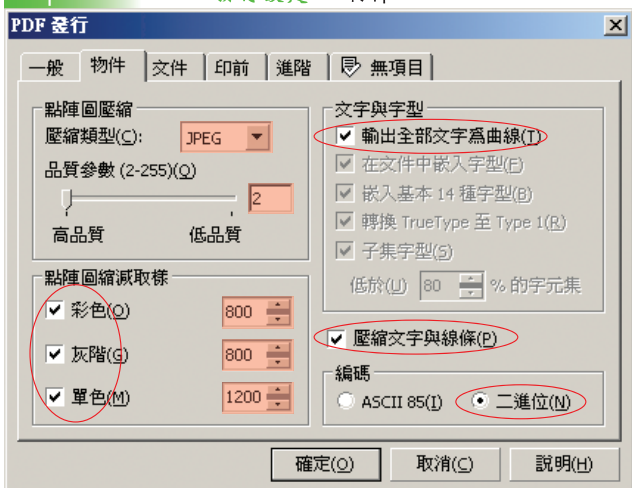 PDF 發行
一般 物件 文件 印前 進階 無項目
點陣圖壓縮
壓縮類型(C): JPEG
品質參數 (2-255)(Q)
2
高品質 低品質
點陣圖縮減取樣
彩色(O) 800
灰階(G) 800
單色(M) 1200
文字與字型
輸出全部文字爲曲線(T)
在文件中嵌入字型(F)
嵌入基本 14 種字型(B)
轉換 TrueType 至 Type 1(R)
子集字型(S)
低於(U) 80 % 的字元集
壓縮文字與線條(P)
編碼
ASCII 85(I) 二進位(N)
確定(O) 取消(C) 說明(H)